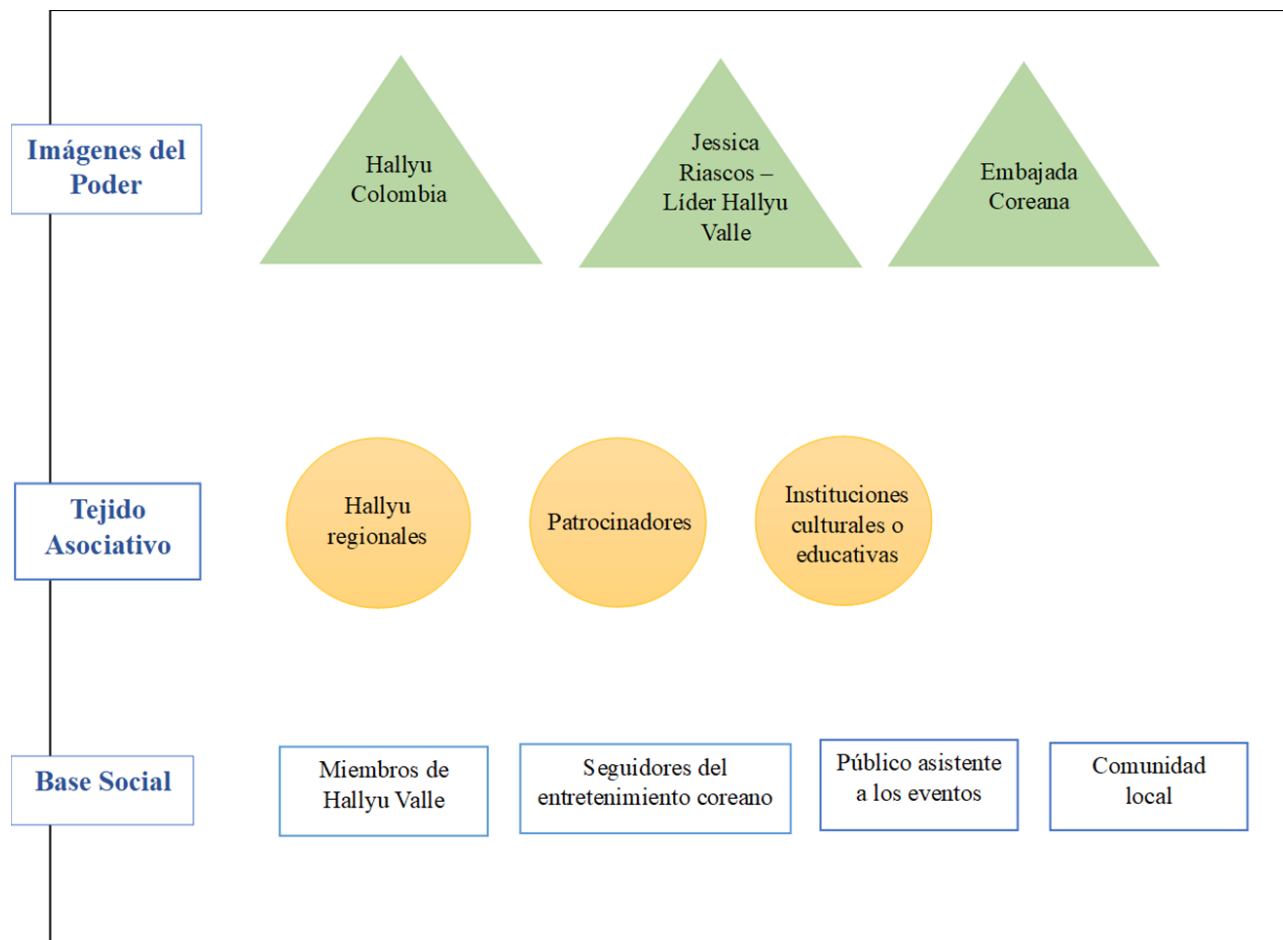 Imágenes del
Poder
Hallyu
Colombia
Jessica
Riascos –
Líder Hallyu
Valle
Embajada
Coreana
Tejido
Asociativo
Hallyu
regionales
Patrocinadores
Instituciones
culturales o
educativas
Base Social
Miembros de
Hallyu Valle
Seguidores del
entretenimiento coreano
Público asistente
a los eventos
Comunidad
local